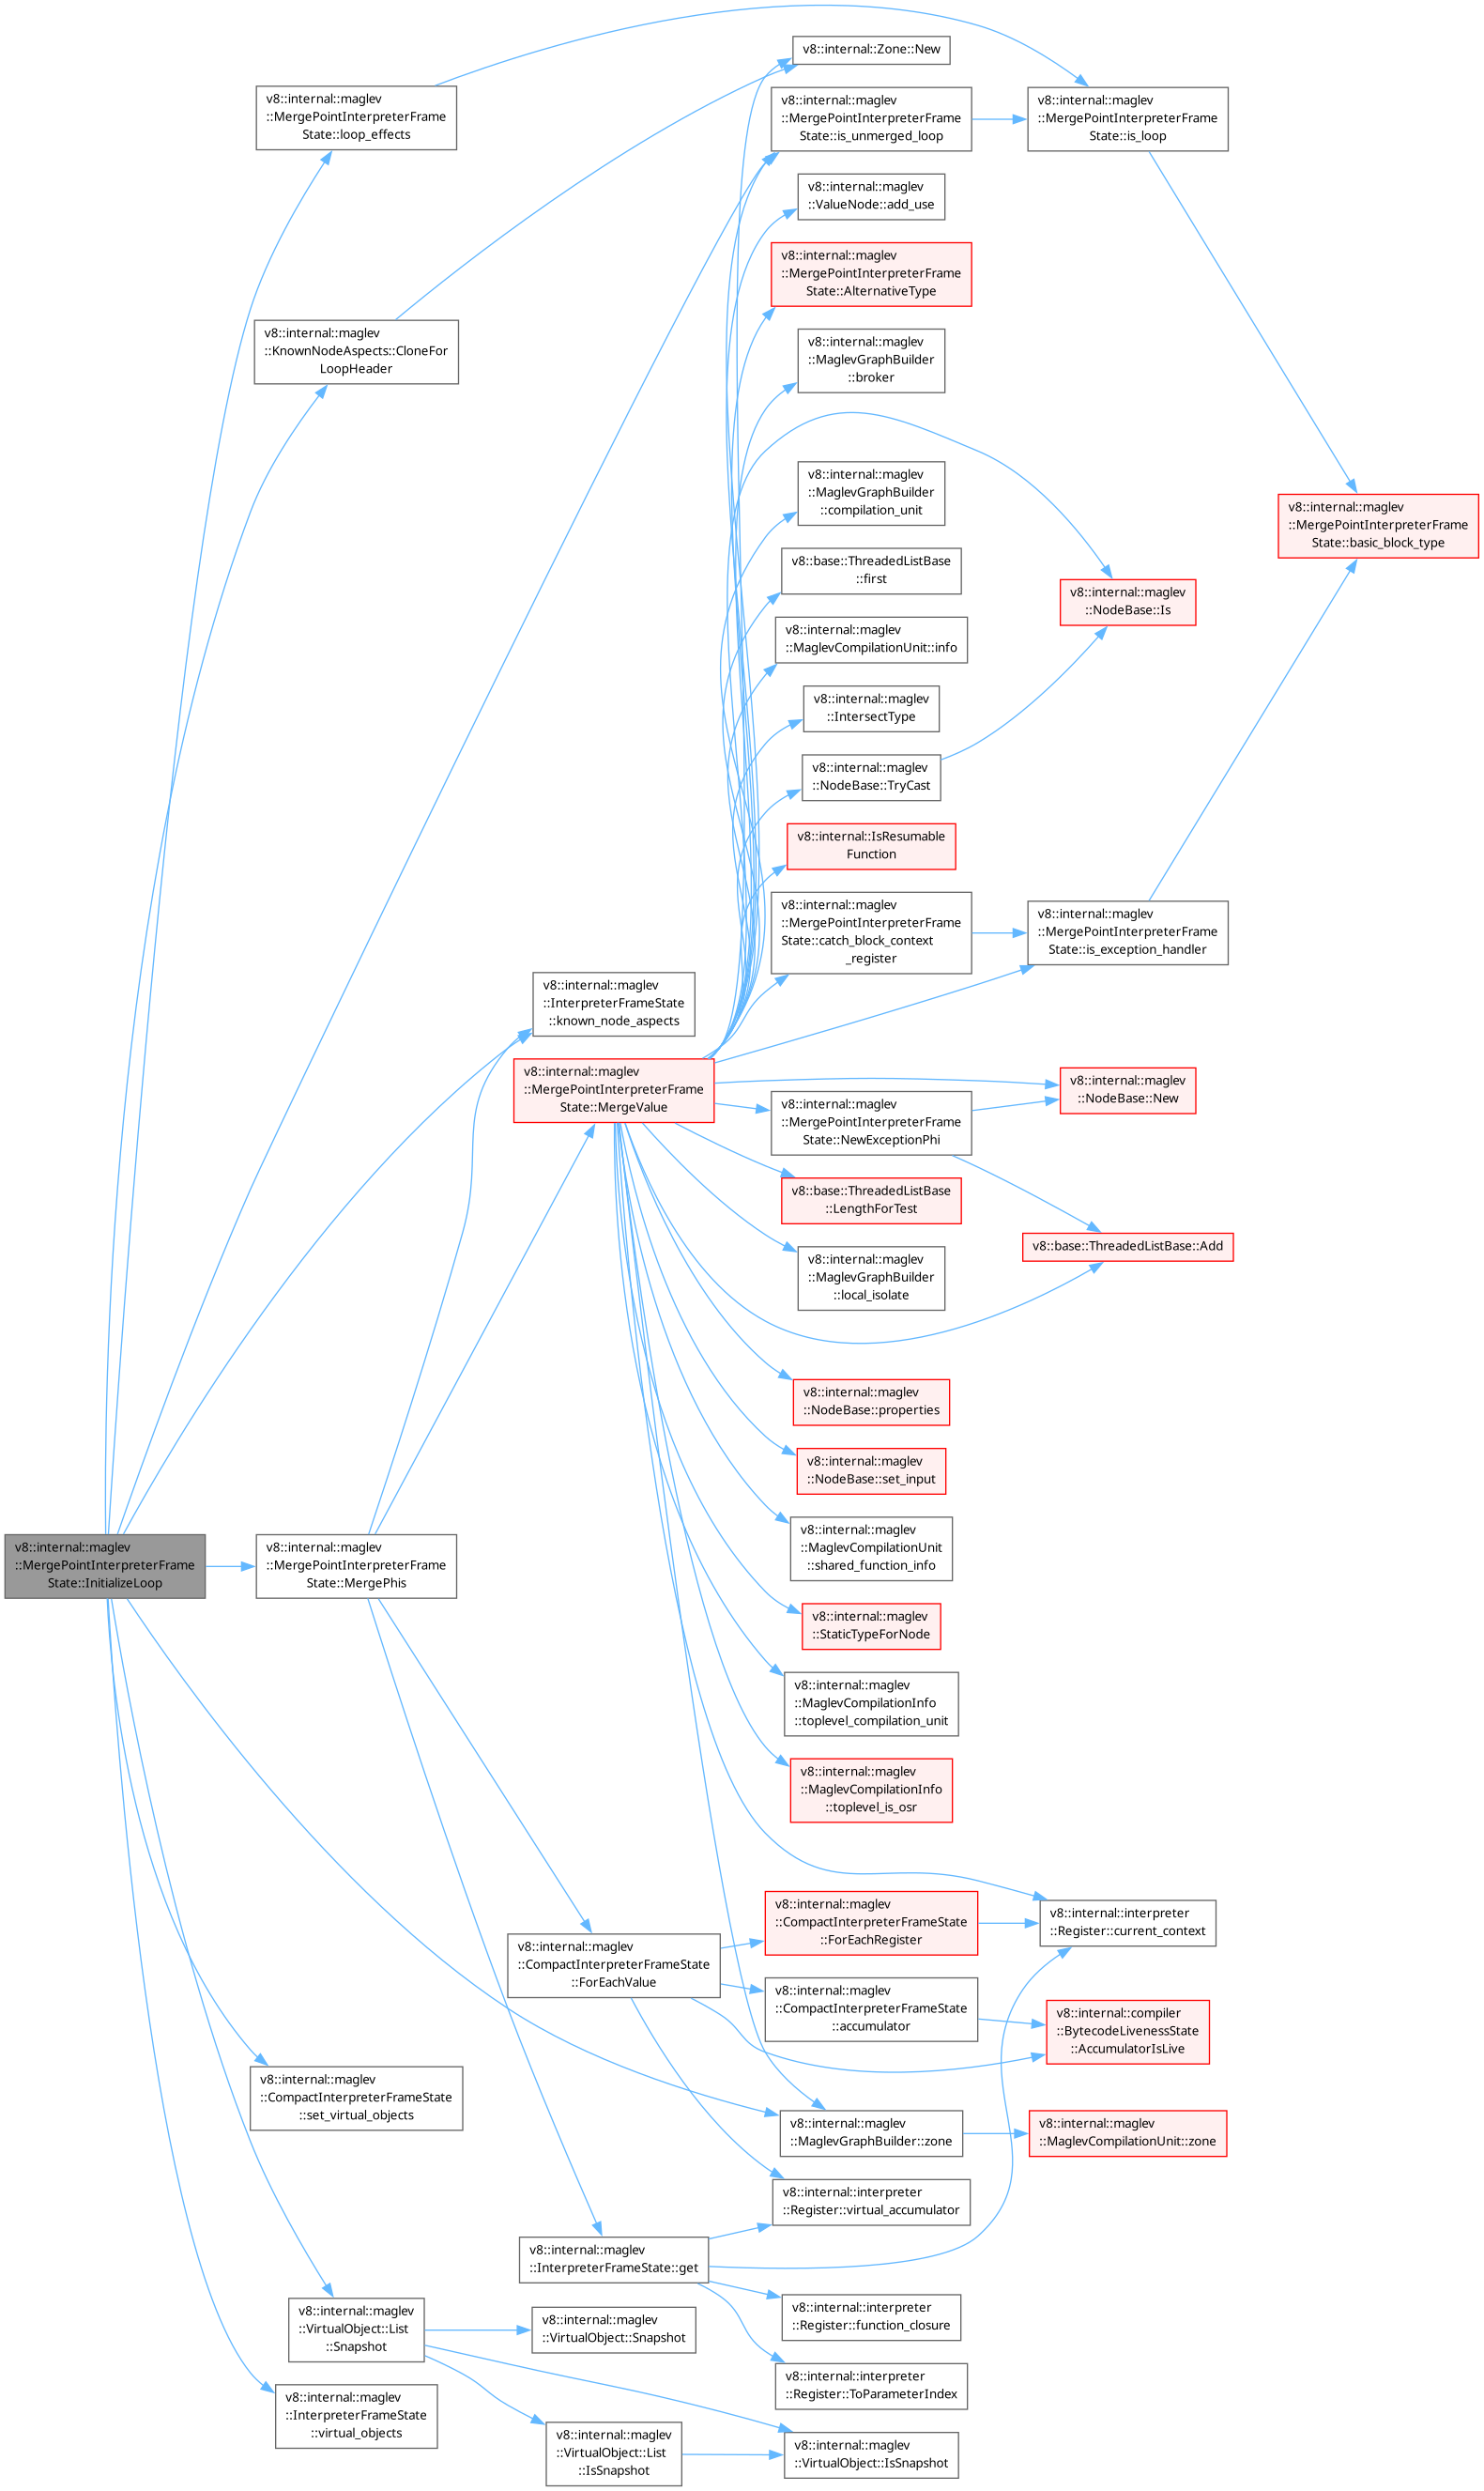 v8::internal::Zone::New
v8::internal::maglev
::MergePointInterpreterFrame
State::loop_effects
v8::internal::maglev
::MergePointInterpreterFrame
State::is_unmerged_loop
v8::internal::maglev
::MergePointInterpreterFrame
State::is_loop
v8::internal::maglev
::ValueNode::add_use
v8::internal::maglev
::MergePointInterpreterFrame
State::AlternativeType
v8::internal::maglev
::KnownNodeAspects::CloneFor
LoopHeader
v8::internal::maglev
::MaglevGraphBuilder
::broker
v8::internal::maglev
::MaglevGraphBuilder
::compilation_unit
v8::internal::maglev
::MergePointInterpreterFrame
State::basic_block_type
v8::base::ThreadedListBase
::first
v8::internal::maglev
::NodeBase::Is
v8::internal::maglev
::MaglevCompilationUnit::info
v8::internal::maglev
::IntersectType
v8::internal::maglev
::NodeBase::TryCast
v8::internal::IsResumable
Function
v8::internal::maglev
::MergePointInterpreterFrame
State::catch_block_context
_register
v8::internal::maglev
::MergePointInterpreterFrame
State::is_exception_handler
v8::internal::maglev
::InterpreterFrameState
::known_node_aspects
v8::internal::maglev
::MergePointInterpreterFrame
State::MergeValue
v8::internal::maglev
::NodeBase::New
v8::internal::maglev
::MergePointInterpreterFrame
State::NewExceptionPhi
v8::base::ThreadedListBase
::LengthForTest
v8::base::ThreadedListBase::Add
v8::internal::maglev
::MaglevGraphBuilder
::local_isolate
v8::internal::maglev
::NodeBase::properties
v8::internal::maglev
::NodeBase::set_input
v8::internal::maglev
::MaglevCompilationUnit
::shared_function_info
v8::internal::maglev
::MergePointInterpreterFrame
State::InitializeLoop
v8::internal::maglev
::MergePointInterpreterFrame
State::MergePhis
v8::internal::maglev
::StaticTypeForNode
v8::internal::maglev
::MaglevCompilationInfo
::toplevel_compilation_unit
v8::internal::maglev
::MaglevCompilationInfo
::toplevel_is_osr
v8::internal::maglev
::CompactInterpreterFrameState
::ForEachRegister
v8::internal::interpreter
::Register::current_context
v8::internal::maglev
::CompactInterpreterFrameState
::ForEachValue
v8::internal::maglev
::CompactInterpreterFrameState
::accumulator
v8::internal::compiler
::BytecodeLivenessState
::AccumulatorIsLive
v8::internal::maglev
::CompactInterpreterFrameState
::set_virtual_objects
v8::internal::maglev
::MaglevGraphBuilder::zone
v8::internal::maglev
::MaglevCompilationUnit::zone
v8::internal::interpreter
::Register::virtual_accumulator
v8::internal::maglev
::InterpreterFrameState::get
v8::internal::interpreter
::Register::function_closure
v8::internal::maglev
::VirtualObject::List
::Snapshot
v8::internal::maglev
::VirtualObject::Snapshot
v8::internal::interpreter
::Register::ToParameterIndex
v8::internal::maglev
::InterpreterFrameState
::virtual_objects
v8::internal::maglev
::VirtualObject::List
::IsSnapshot
v8::internal::maglev
::VirtualObject::IsSnapshot